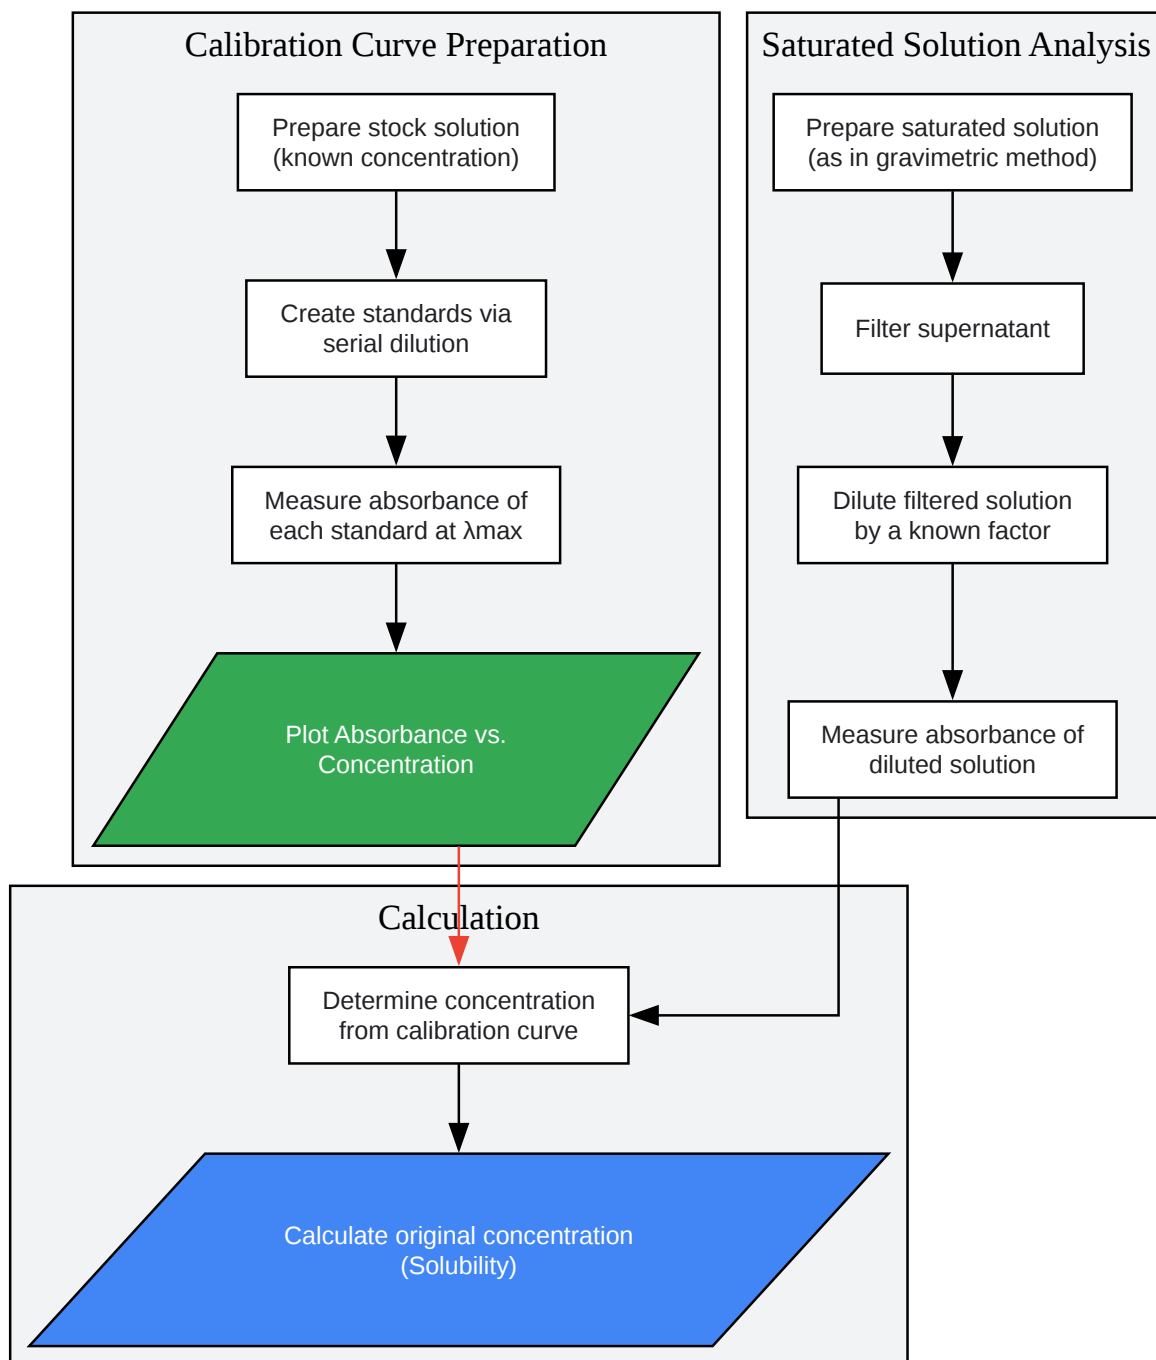 Calibration Curve Preparation
Prepare stock solution
(known concentration)
Create standards via
serial dilution
Measure absorbance of
each standard at λmax
Plot Absorbance vs.
Concentration
Saturated Solution Analysis
Prepare saturated solution
(as in gravimetric method)
Filter supernatant
Dilute filtered solution
by a known factor
Measure absorbance of
diluted solution
Calculation
Determine concentration
from calibration curve
Calculate original concentration
(Solubility)